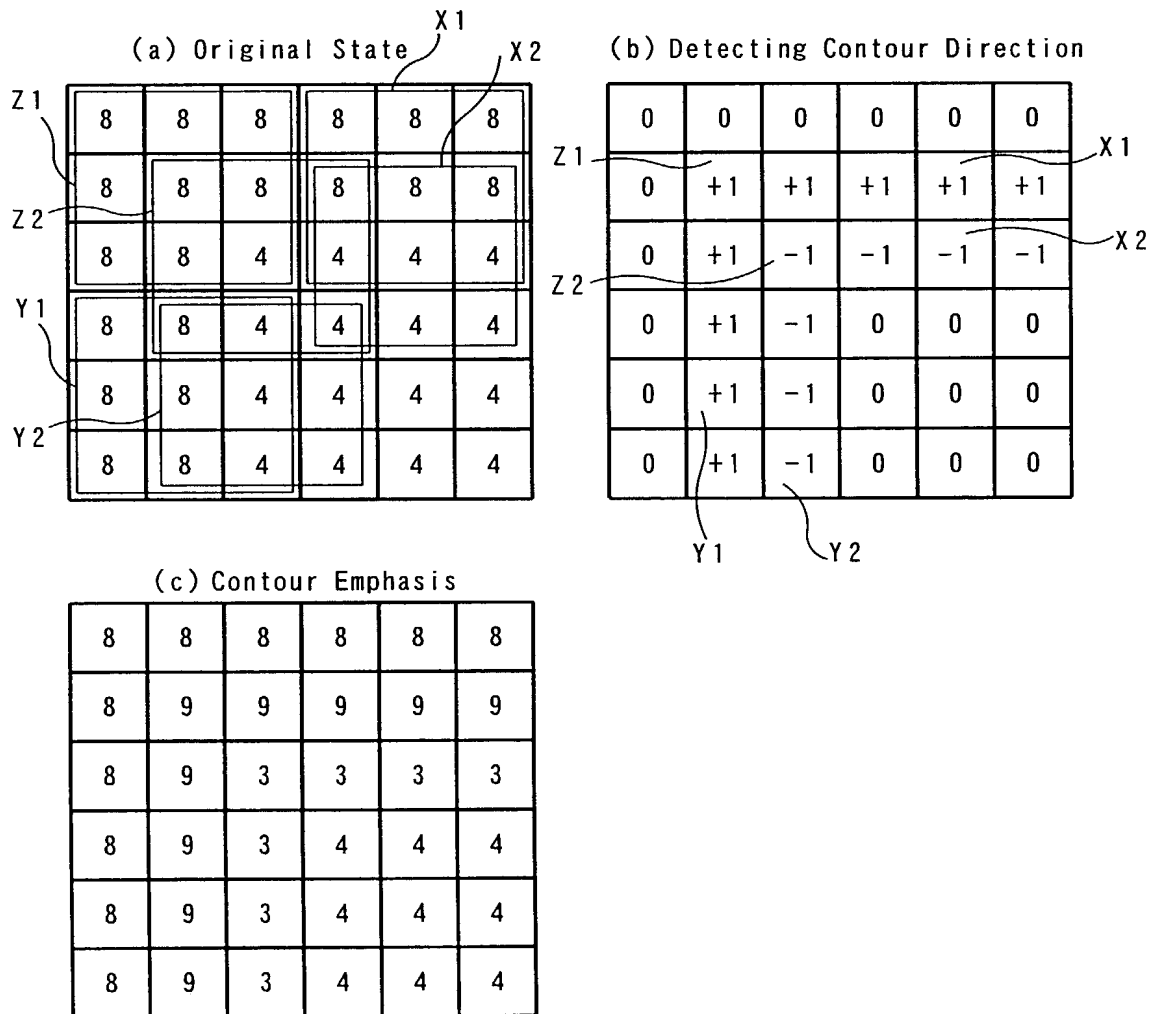 X1
(a) Original State
X2
(b) Detecting Contour Direction
Z1
8 8 8 8 8 8
8 8 8 8 8 8
Z2
8 8 4 4 4 4
Y1
8 8 4 4 4 4
8 8 4 4 4 4
Y2
8 8 4 4 4 4
0 0 0 0 0 0
Z1
X1
0 +1 +1 +1 +1 +1
X2
0 +1 -1 -1 -1 -1
Z2
0 +1 -1 0 0 0
0 +1 -1 0 0 0
0 +1 -1 0 0 0
Y1
Y2
(c) Contour Emphasis
8 8 8 8 8 8
8 9 9 9 9 9
8 9 3 3 3 3
8 9 3 4 4 4
8 9 3 4 4 4
8 9 3 4 4 4